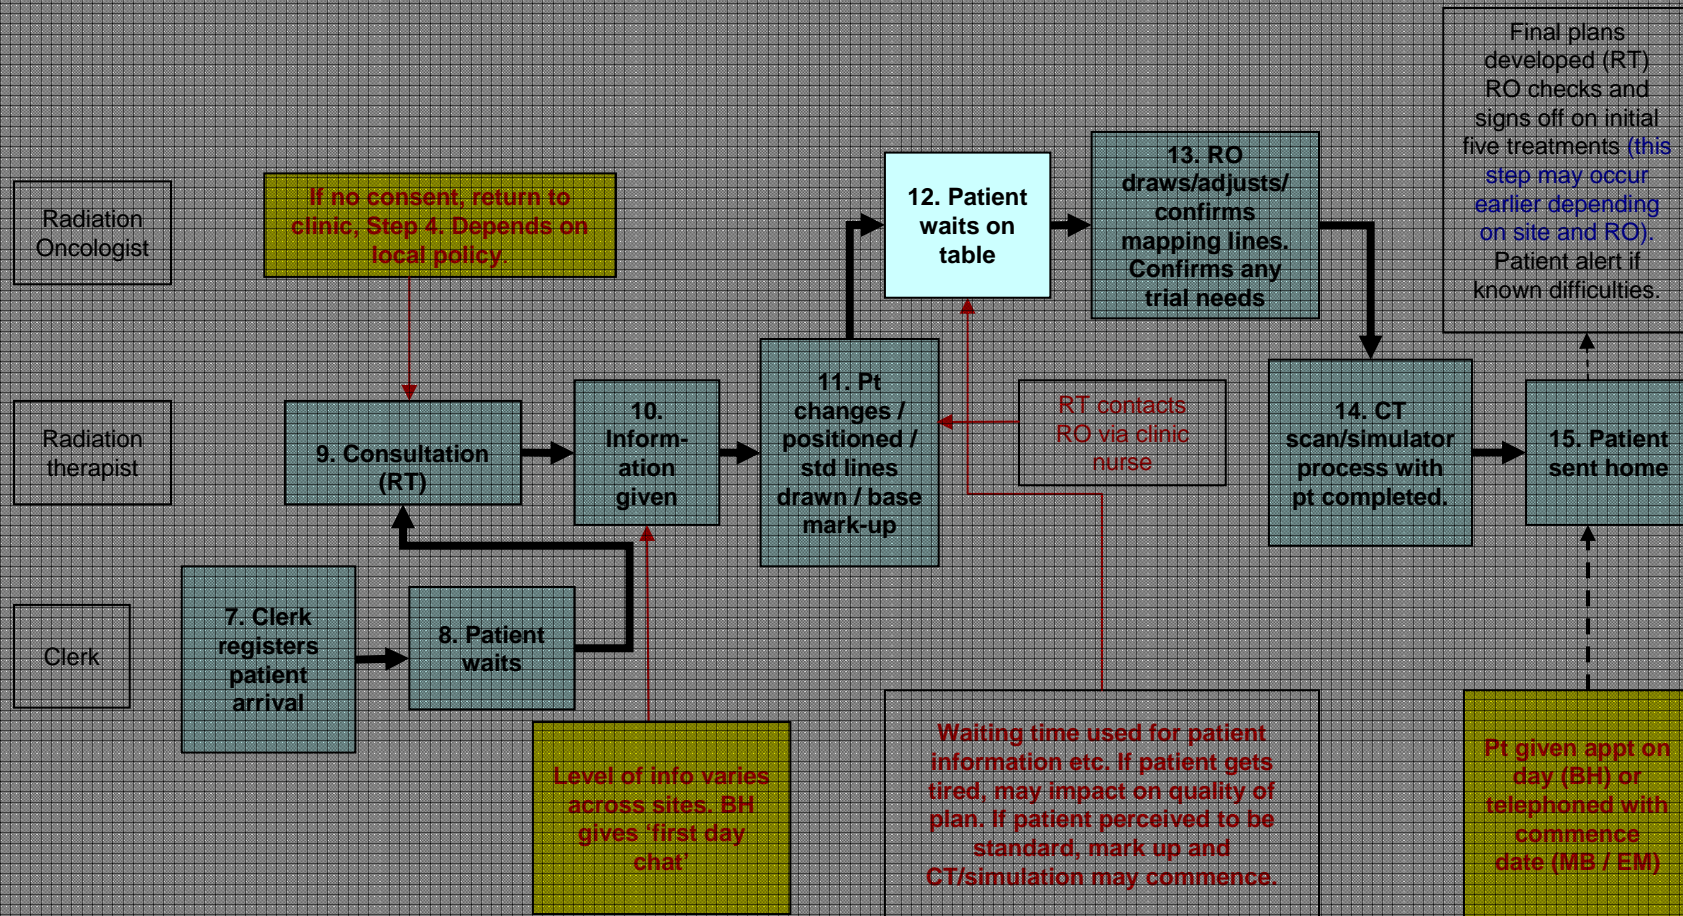 Final plans
developed (RT)
RO checks and
signs off on initial
five treatments (this
step may occur
earlier depending
on site and RO).
Patient alert if
known difficulties.
Radiation
Oncologist
If no consent, return to
clinic, Step 4. Depends on
local policy.
12. Patient
waits on
table
13. RO
draws/adjusts/
confirms
mapping lines.
Confirms any
trial needs
Radiation
therapist
9. Consultation
(RT)
10.
Inform-
ation
given
11. Pt
changes /
positioned /
std lines
drawn / base
mark-up
RT contacts
RO via clinic
nurse
14. CT
scan/simulator
process with
pt completed.
15. Patient
sent home
Clerk
7. Clerk
registers
patient
arrival
8. Patient
waits
Level of info varies
across sites. BH
gives ‘first day
chat’
Waiting time used for patient
information etc. If patient gets
tired, may impact on quality of
plan. If patient perceived to be
standard, mark up and
CT/simulation may commence.
Pt given appt on
day (BH) or
telephoned with
commence
date (MB / EM)